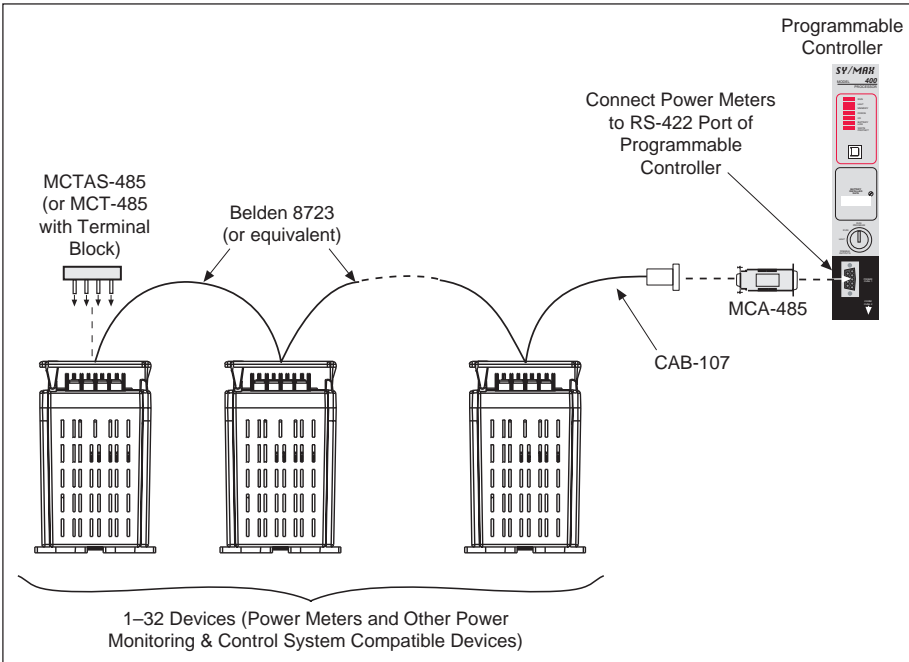 Programmable
Controller
SY/MAX
MODEL 400
PROCESSOR
Connect Power Meters
to RS-422 Port of
Programmable
Controller
MCTAS-485
(or MCT-485
with Terminal
Block)
Belden 8723
(or equivalent)
MCA-485
CAB-107
1–32 Devices (Power Meters and Other Power
Monitoring & Control System Compatible Devices)